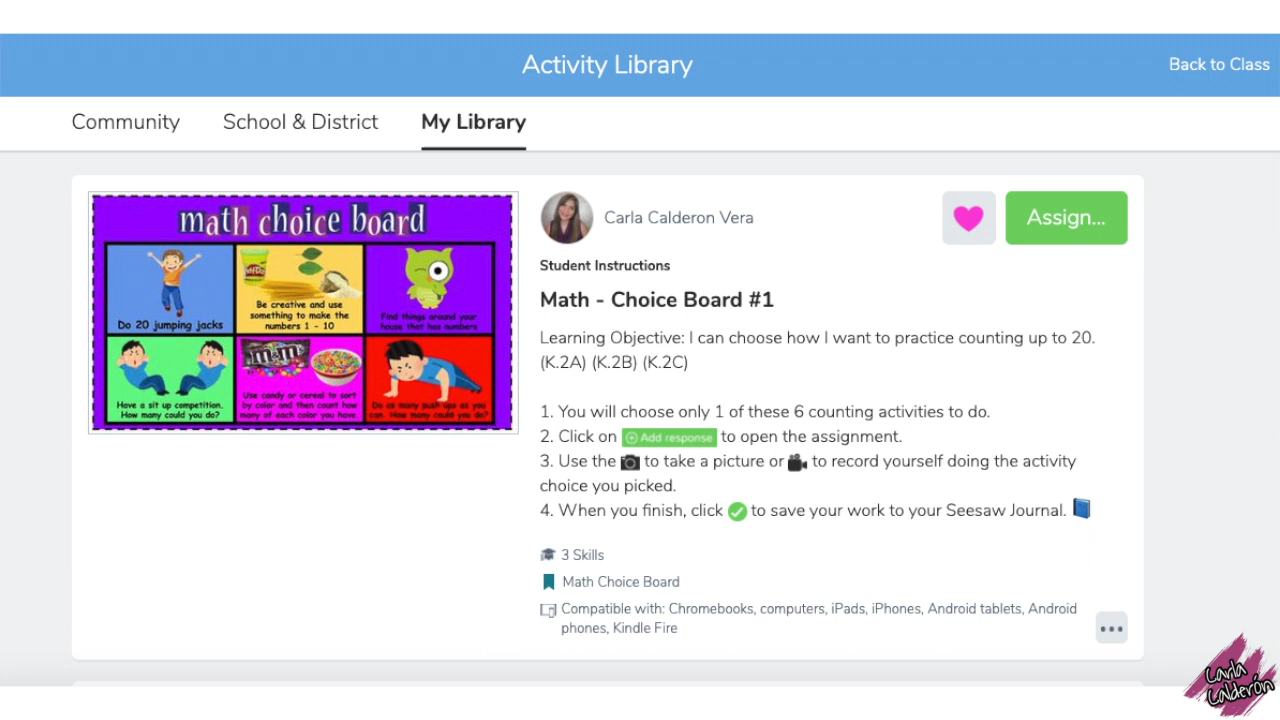 Activity Library
Back to Class
Community
School & District
My Library
math choice board
Do 20 jumping jacks
Be creative and use
something to make the
numbers 1 - 10
Find things around your
house that has numbers
Have a sit up competition.
How many could you do?
m&m's
Use candy or cereal to sort
by color and then count how
many of each color you have.
Do as many push ups as you
can. How many could you do?
Carla Calderon Vera
Assign...
Student Instructions
Math - Choice Board #1
Learning Objective: I can choose how I want to practice counting up to 20.
(K.2A) (K.2B) (K.2C)
1. You will choose only 1 of these 6 counting activities to do.
2. Click on Add response to open the assignment.
3. Use the to take a picture or to record yourself doing the activity
choice you picked.
4. When you finish, click to save your work to your Seesaw Journal.
3 Skills
Math Choice Board
Compatible with: Chromebooks, computers, iPads, iPhones, Android tablets, Android
phones, Kindle Fire
Carla
Calderón